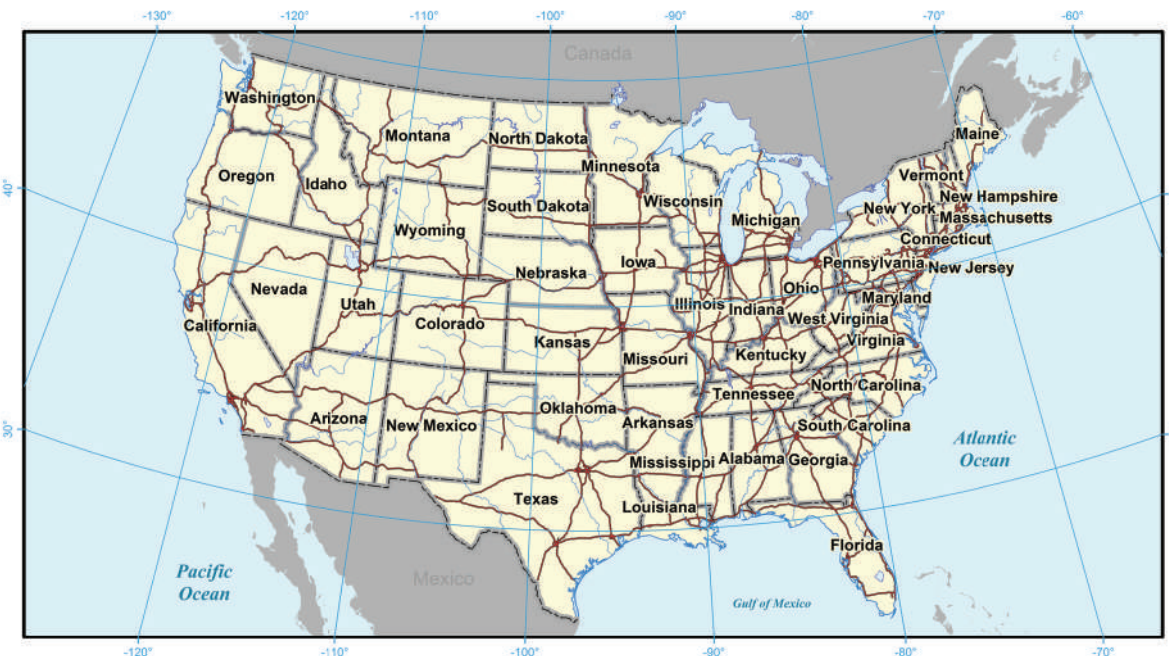 -130°
-120°
-110°
-100°
-90°
-80°
-70°
-60°
Canada
Washington
Montana
North Dakota
Minnesota
Maine
Oregon
Idaho
Vermont
Wisconsin
South Dakota
New Hampshire
New York
Massachusetts
Michigan
40°
40°
Wyoming
Connecticut
Iowa
Pennsylvania
New Jersey
Nebraska
Nevada
Utah
Ohio
Maryland
Illinois
Indiana
West Virginia
California
Colorado
Kansas
Virginia
Missouri
Kentucky
North Carolina
Tennessee
Oklahoma
Arizona
New Mexico
Arkansas
South Carolina
30°
30°
Atlantic
Ocean
Mississippi
Alabama
Georgia
Texas
Louisiana
Florida
Pacific
Ocean
Mexico
Gulf of Mexico
-120°
-110°
-100°
-90°
-80°
-70°